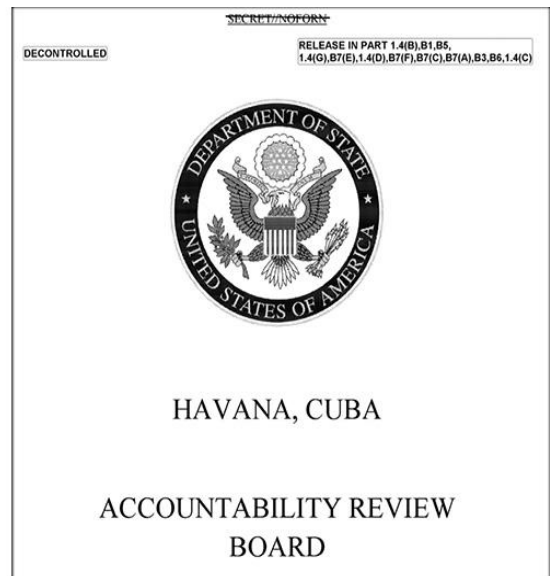 SECRET//NOFORN
DECONTROLLED
RELEASE IN PART 1.4(B),B1,B5,
1.4(G),B7(E),1.4(D),B7(F),B7(C),B7(A),B3,B6,1.4(C)
DEPARTMENT OF STATE
UNITED STATES OF AMERICA
HAVANA, CUBA
ACCOUNTABILITY REVIEW
BOARD